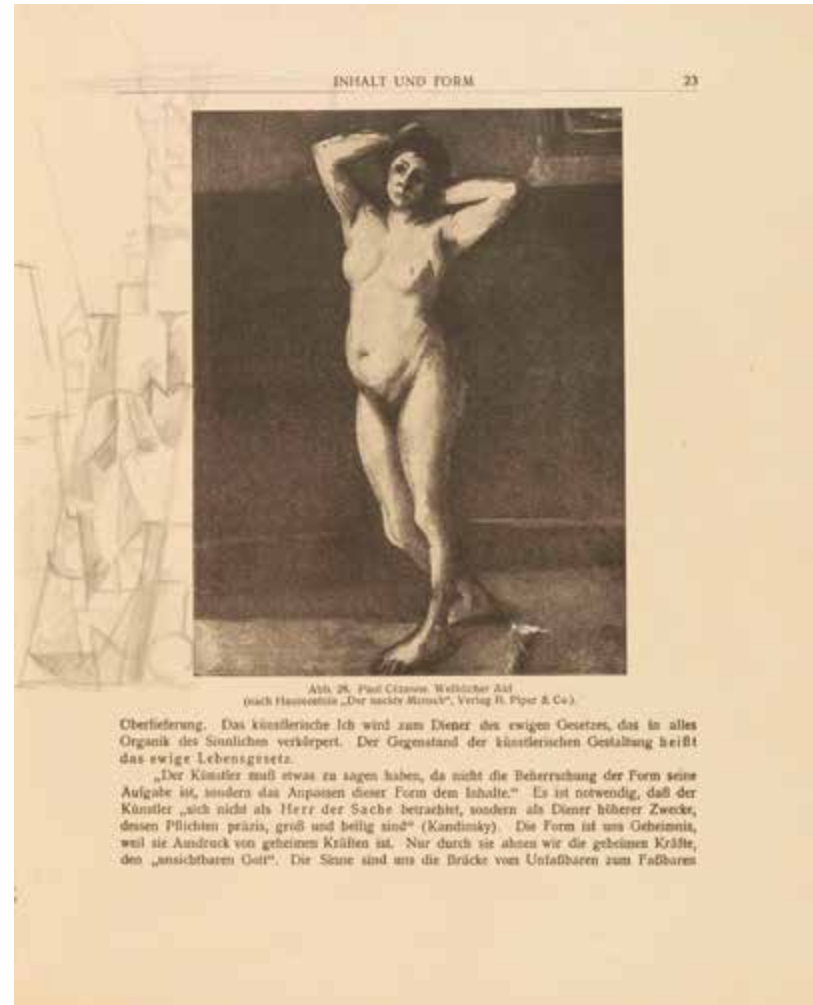 INHALT UND FORM 23
Abb. 28. Paul Cézanne. Weiblicher Akt
(nach Hausenstein „Der nackte Mensch“, Verlag R. Piper & Co.).
Überlieferung. Das künstlerische Ich wird zum Diener des ewigen Gesetzes, das in alles
Organik des Sinnlichen verkörpert. Der Gegenstand der künstlerischen Gestaltung heißt
das ewige Lebensgesetz.
„Der Künstler muß etwas zu sagen haben, da nicht die Beherrschung der Form seine
Aufgabe ist, sondern das Anpassen dieser Form dem Inhalte.“ Es ist notwendig, daß der
Künstler „sich nicht als Herr der Sache betrachtet, sondern als Diener höherer Zwecke,
dessen Pflichten präzis, groß und heilig sind“ (Kandinsky). Die Form ist uns Geheimnis,
weil sie Ausdruck von geheimen Kräften ist. Nur durch sie ahnen wir die geheimen Kräfte,
den „unsichtbaren Gott“. Die Sinne sind uns die Brücke vom Unfaßbaren zum Faßbaren